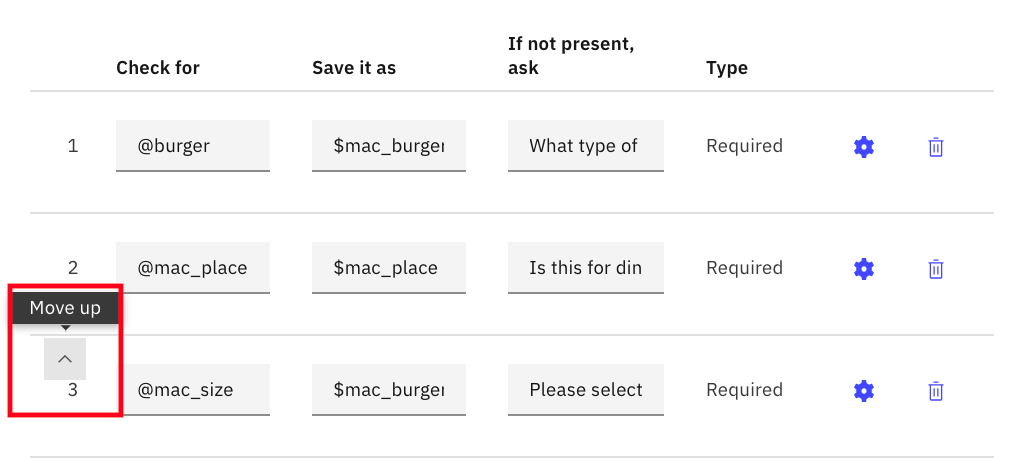 If not present,
Check for Save it as ask Type
1 @burger $mac_burger What type of Required
2 @mac_place $mac_place Is this for din Required
Move up
3 @mac_size $mac_burger Please select Required